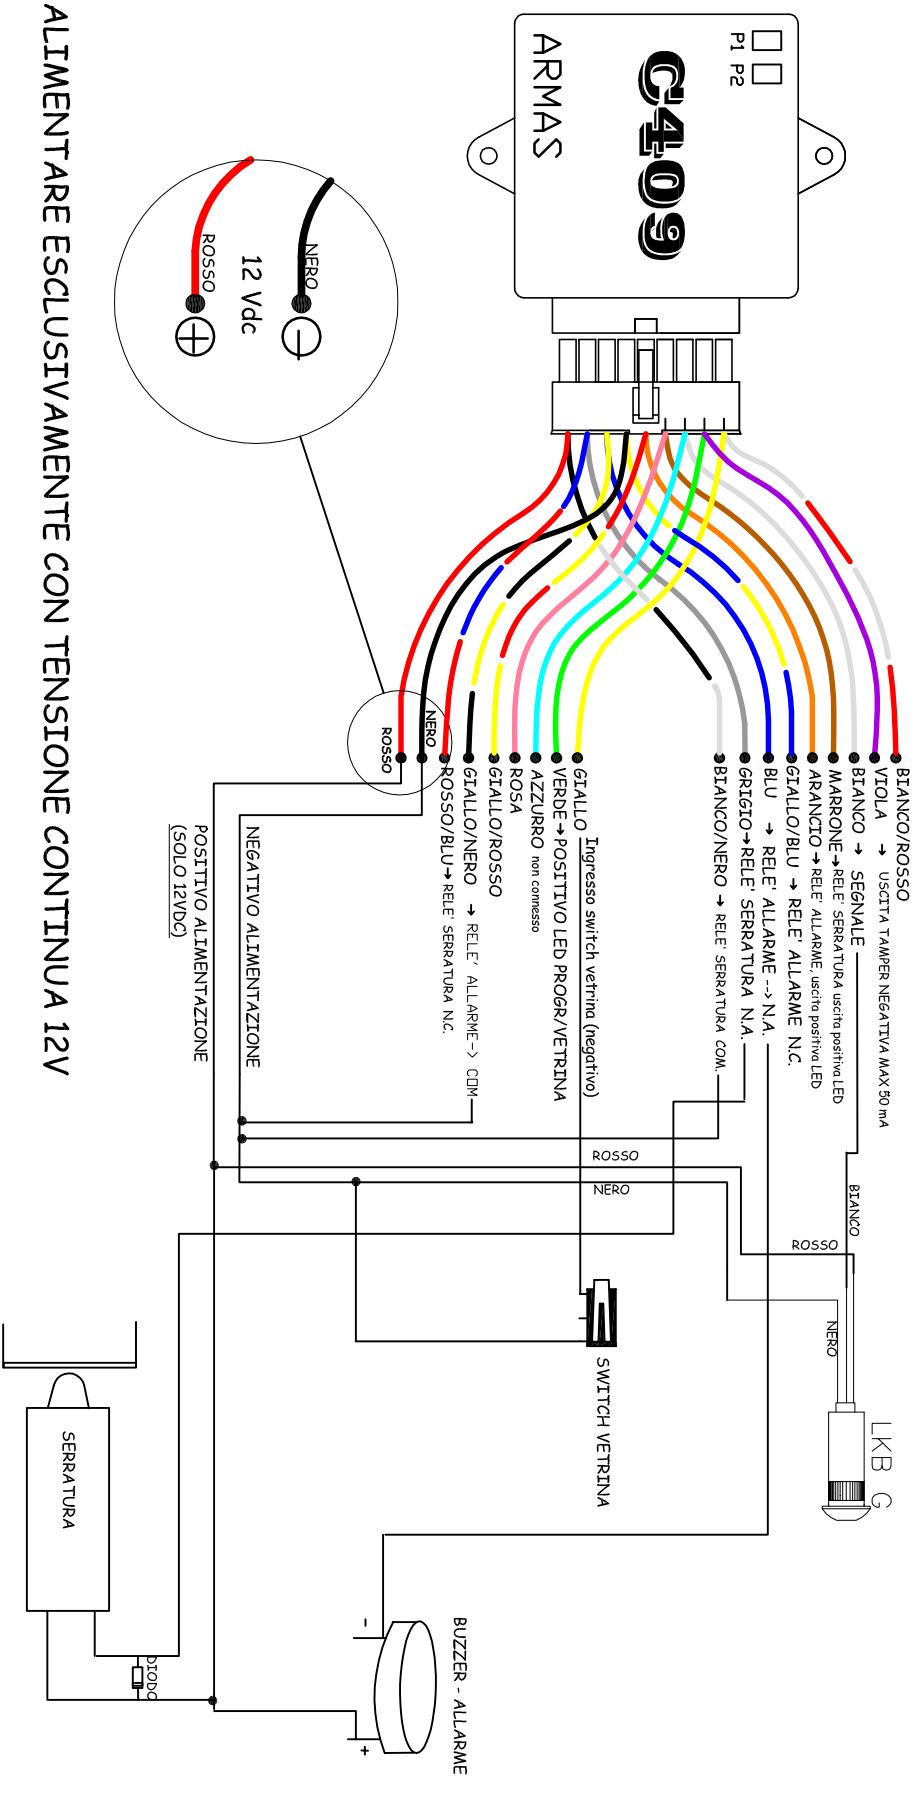 P1 P2
C409
ARMAS
BIANCO/ROSSO
VIOLA → USCITA TAMPER NEGATIVA MAX 50 mA
BIANCO → SEGNALE
MARRONE→RELE' SERRATURA uscita positiva LED
ARANCIO→RELE' ALLARME, uscita positiva LED
GIALLO/BLU → RELE' ALLARME N.C.
BLU → RELE' ALLARME --> N.A.
GRIGIO→RELE' SERRATURA N.A.
BIANCO/NERO → RELE' SERRATURA COM.
GIALLO Ingresso switch vetrina (negativo)
VERDE→POSITIVO LED PROGR/VETRINA
AZZURRO non connesso
ROSA
GIALLO/ROSSO
GIALLO/NERO → RELE' ALLARME-> COM
ROSSO/BLU→ RELE' SERRATURA N.C.
NERO
ROSSO
NERO
12 Vdc
ROSSO
NEGATIVO ALIMENTAZIONE
POSITIVO ALIMENTAZIONE
(SOLO 12VDC)
BIANCO
ROSSO
NERO
ROSSO
NERO
LKB G
SWITCH VETRINA
BUZZER - ALLARME
-
+
DIODO
SERRATURA
ALIMENTARE ESCLUSIVAMENTE CON TENSIONE CONTINUA 12V